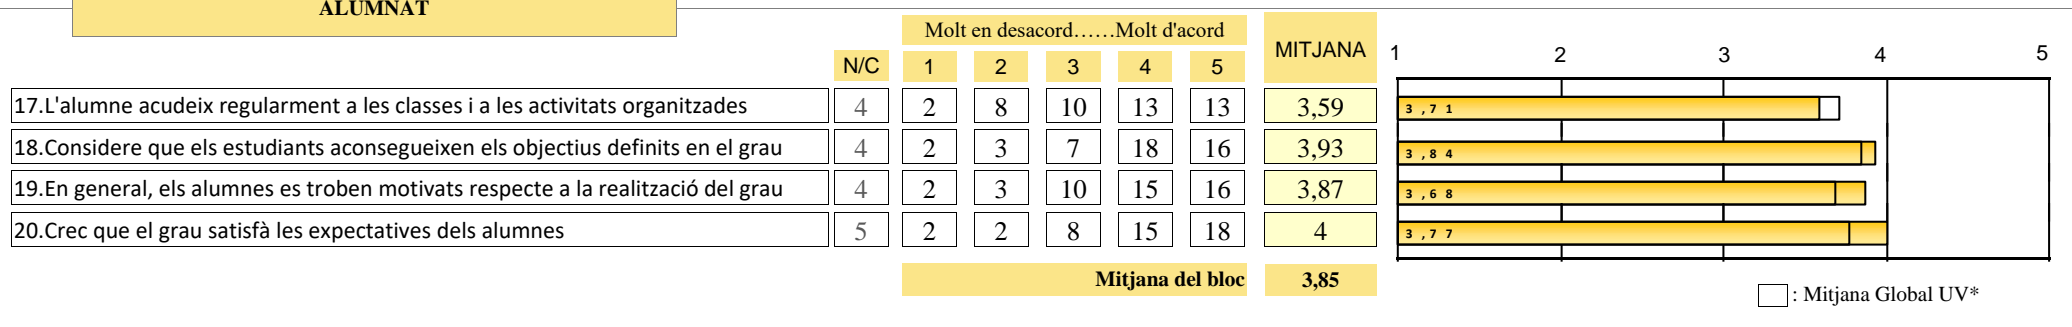 ALUMNAT
Molt en desacord……Molt d'acord
MITJANA
N/C 1 2 3 4 5
1 2 3 4 5
17.L'alumne acudeix regularment a les classes i a les activitats organitzades 4 2 8 10 13 13 3,59 3,71
18.Considere que els estudiants aconsegueixen els objectius definits en el grau 4 2 3 7 18 16 3,93 3,84
19.En general, els alumnes es troben motivats respecte a la realització del grau 4 2 3 10 15 16 3,87 3,68
20.Crec que el grau satisfà les expectatives dels alumnes 5 2 2 8 15 18 4 3,77
Mitjana del bloc 3,85
: Mitjana Global UV*